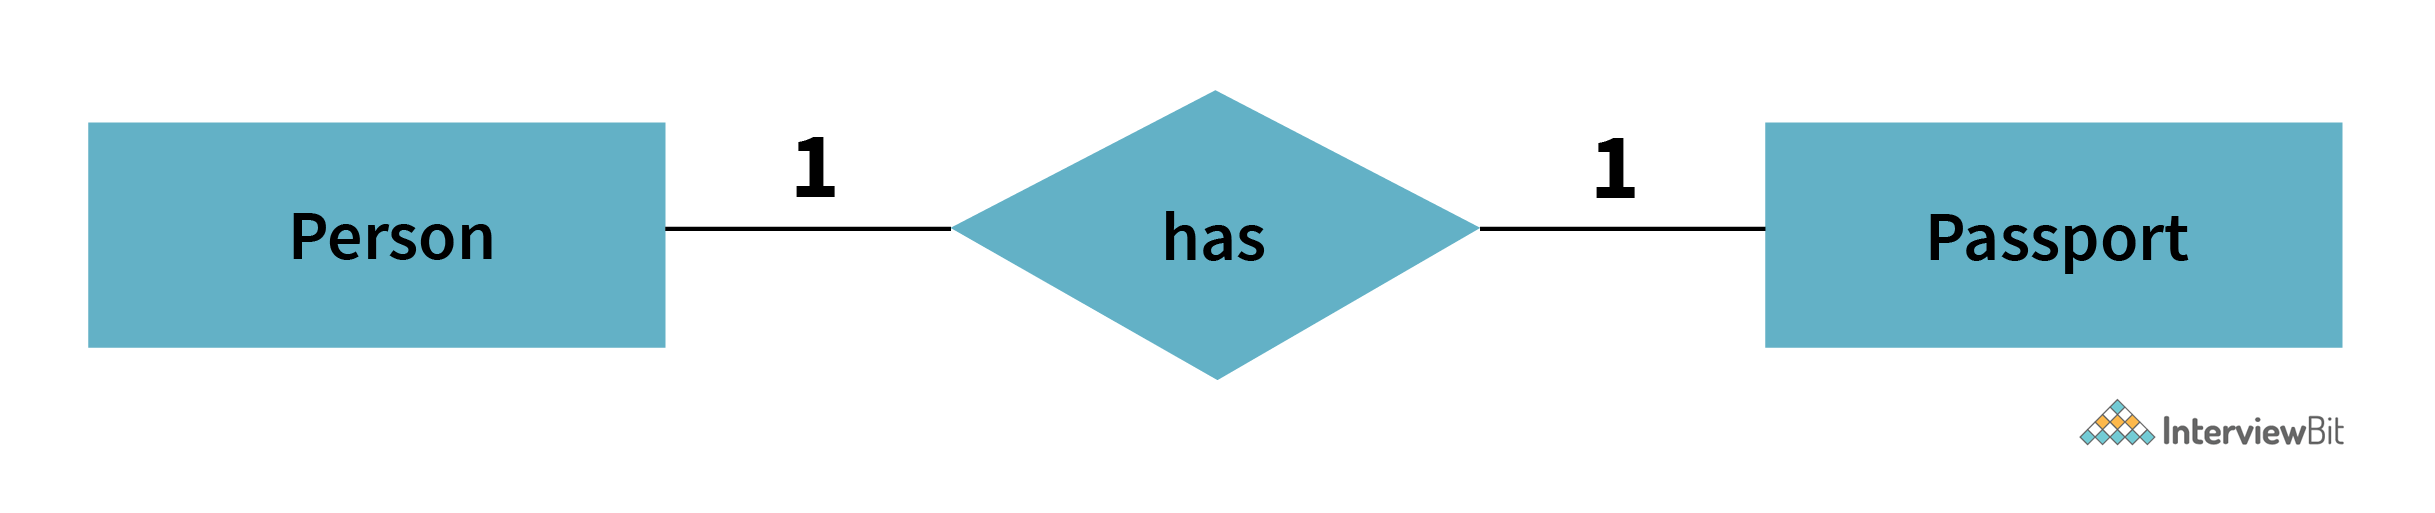 Person
1
has
1
Passport
InterviewBit